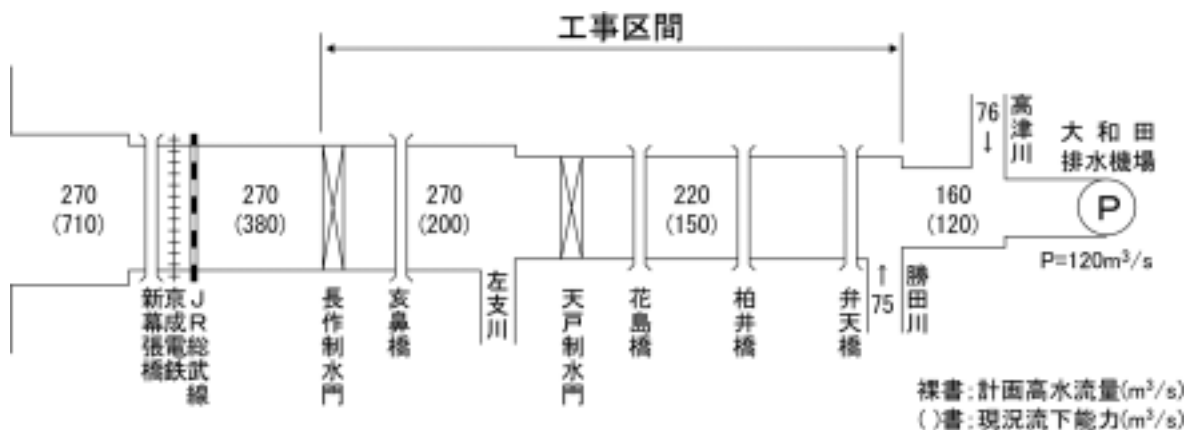 工事区間
76
↓
高津川
大和田
排水機場
270
(710)
270
(380)
270
(200)
220
(150)
160
(120)
P
P=120m³/s
新幕張橋
京成電鉄
JR総武線
長作制水門
亥鼻橋
左支川
天戸制水門
花島橋
柏井橋
弁天橋
↑
75
勝田川
裸書:計画高水流量(m³/s)
( )書:現況流下能力(m³/s)